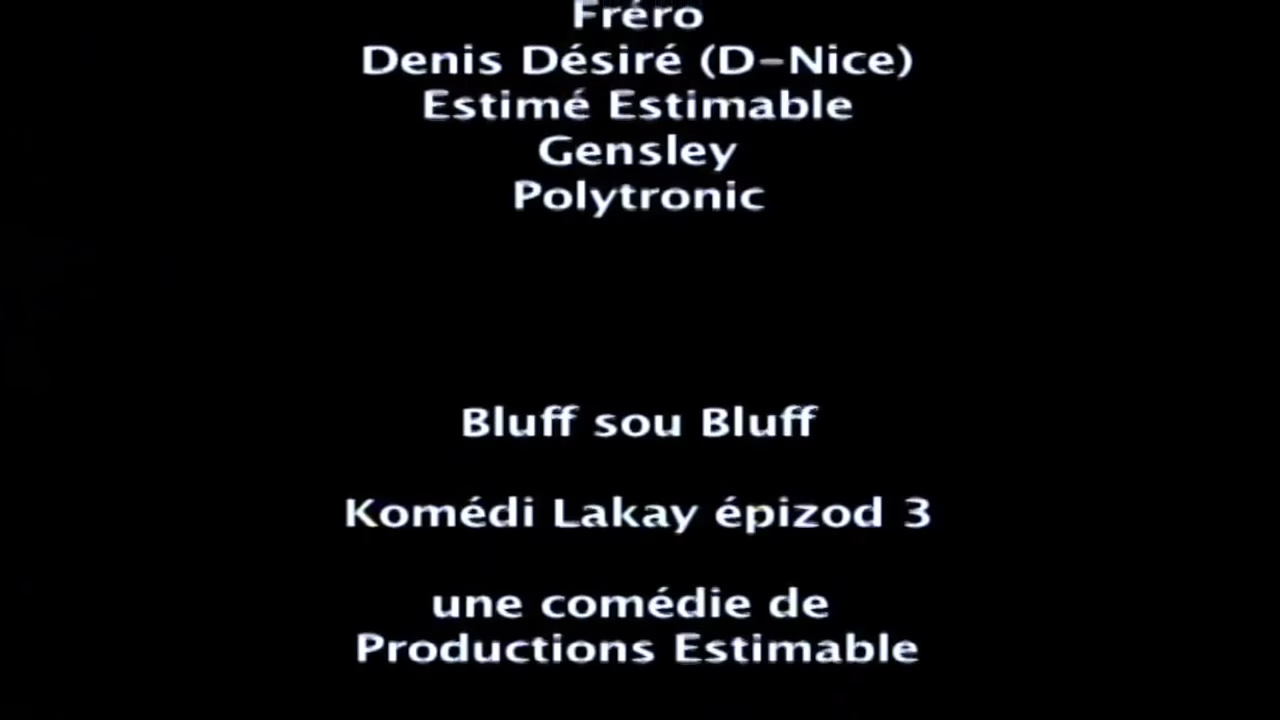 Fréro
Denis Désiré (D-Nice)
Estimé Estimable
Gensley
Polytronic
Bluff sou Bluff
Komédi Lakay épizod 3
une comédie de
Productions Estimable